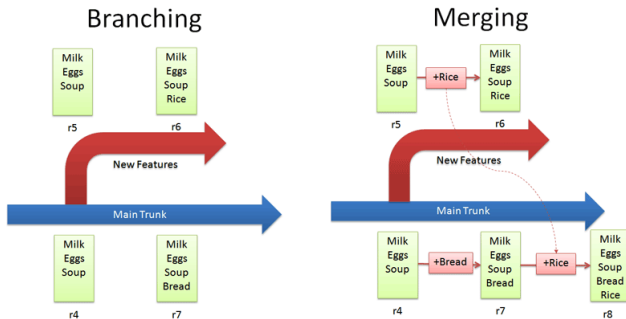 Branching
Milk
Eggs
Soup
r5
Milk
Eggs
Soup
Rice
r6
New Features
Main Trunk
Milk
Eggs
Soup
r4
Milk
Eggs
Soup
Bread
r7
Merging
Milk
Eggs
Soup
r5
+Rice
Milk
Eggs
Soup
Rice
r6
New Features
Main Trunk
Milk
Eggs
Soup
r4
+Bread
Milk
Eggs
Soup
Bread
r7
+Rice
Milk
Eggs
Soup
Bread
Rice
r8